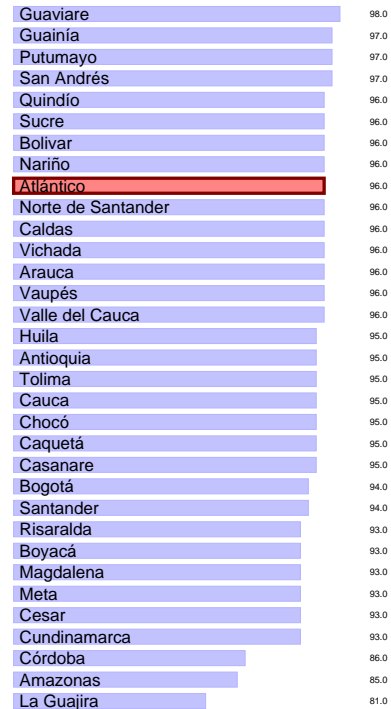 Guaviare 98.0
Guainía 97.0
Putumayo 97.0
San Andrés 97.0
Quindío 96.0
Sucre 96.0
Bolivar 96.0
Nariño 96.0
Atlántico 96.0
Norte de Santander 96.0
Caldas 96.0
Vichada 96.0
Arauca 96.0
Vaupés 96.0
Valle del Cauca 96.0
Huila 95.0
Antioquia 95.0
Tolima 95.0
Cauca 95.0
Chocó 95.0
Caquetá 95.0
Casanare 95.0
Bogotá 94.0
Santander 94.0
Risaralda 93.0
Boyacá 93.0
Magdalena 93.0
Meta 93.0
Cesar 93.0
Cundinamarca 93.0
Córdoba 86.0
Amazonas 85.0
La Guajira 81.0